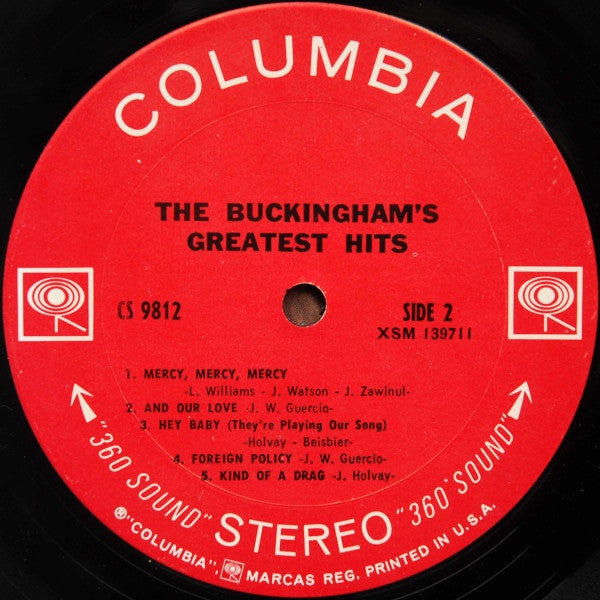 COLUMBIA
THE BUCKINGHAM'S
GREATEST HITS
CS 9812
SIDE 2
XSM 139711
1. MERCY, MERCY, MERCY
-L. Williams - J. Watson - J. Zawinul-
2. AND OUR LOVE -J. W. Guercio-
3. HEY BABY (They're Playing Our Song)
-Holvay - Beisbier-
4. FOREIGN POLICY -J. W. Guercio-
5. KIND OF A DRAG -J. Holvay-
"360 SOUND" STEREO "360 SOUND"
®"COLUMBIA", MARCAS REG. PRINTED IN U.S.A.